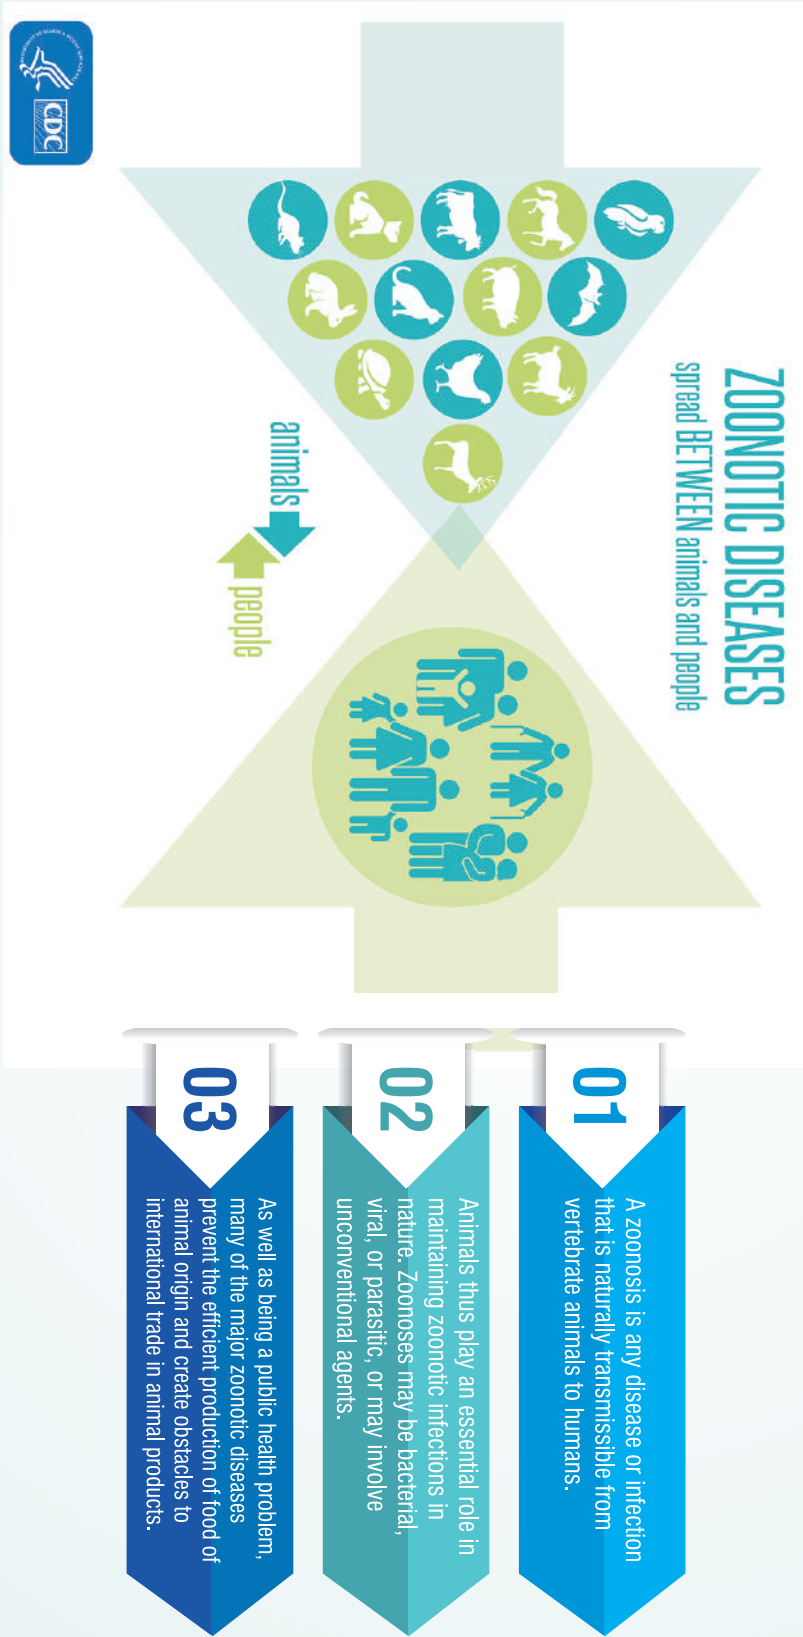 ZOONOTIC DISEASES
spread BETWEEN animals and people
animals
people
CDC
01
A zoonosis is any disease or infection
that is naturally transmissible from
vertebrate animals to humans.
02
Animals thus play an essential role in
maintaining zoonotic infections in
nature. Zoonoses may be bacterial,
viral, or parasitic, or may involve
unconventional agents.
03
As well as being a public health problem,
many of the major zoonotic diseases
prevent the efficient production of food of
animal origin and create obstacles to
international trade in animal products.